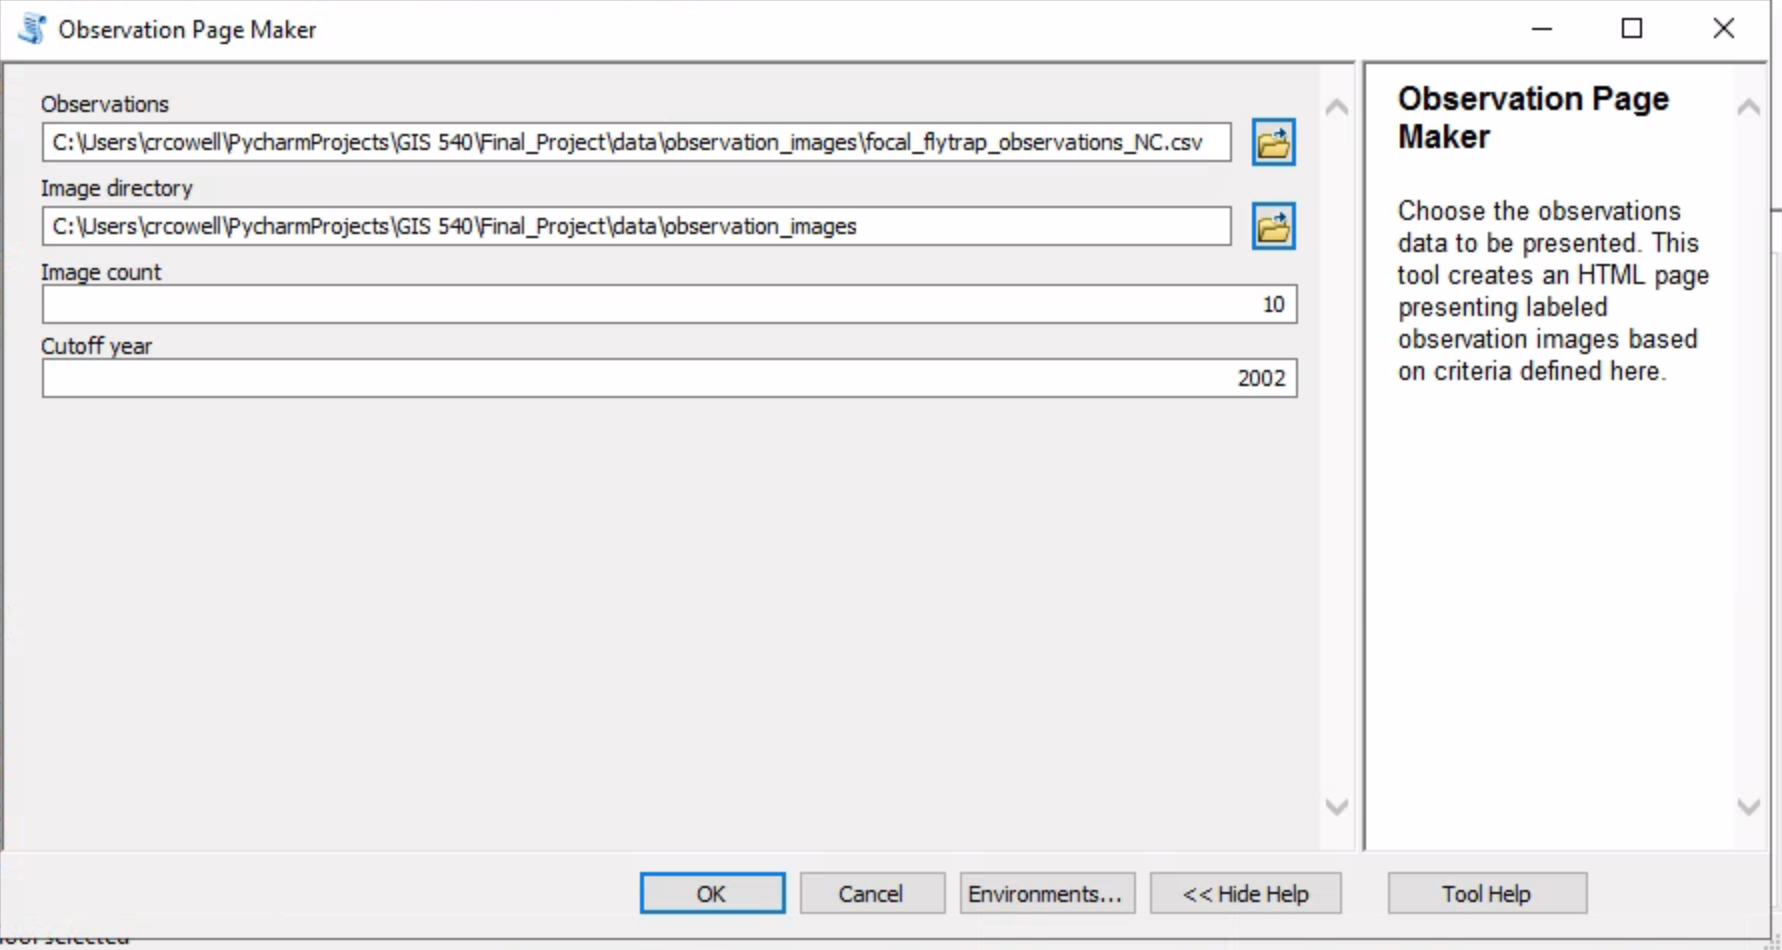 Observation Page Maker
Observations
C:\Users\crcowell\PycharmProjects\GIS 540\Final_Project\data\observation_images\focal_flytrap_observations_NC.csv
Image directory
C:\Users\crcowell\PycharmProjects\GIS 540\Final_Project\data\observation_images
Image count
10
Cutoff year
2002
Observation Page
Maker
Choose the observations
data to be presented. This
tool creates an HTML page
presenting labeled
observation images based
on criteria defined here.
OK
Cancel
Environments...
<< Hide Help
Tool Help
selected